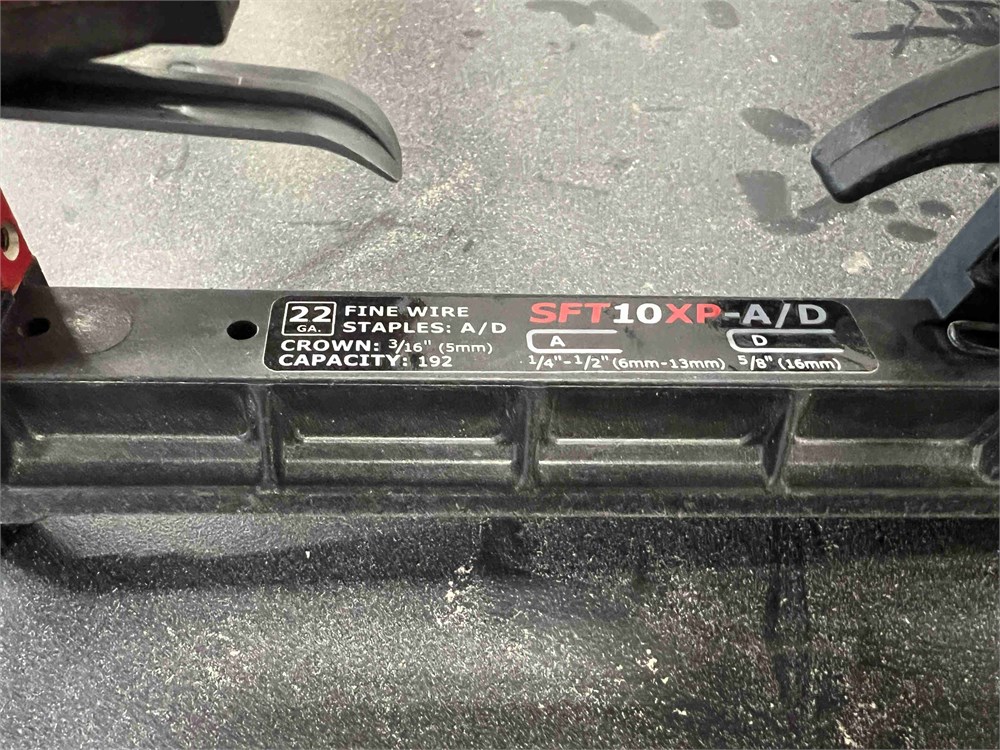 22 GA.
FINE WIRE
STAPLES: A/D
CROWN: 3/16" (5mm)
CAPACITY: 192
SFT10XP-A/D
A
D
1/4"-1/2" (6mm-13mm) 5/8" (16mm)